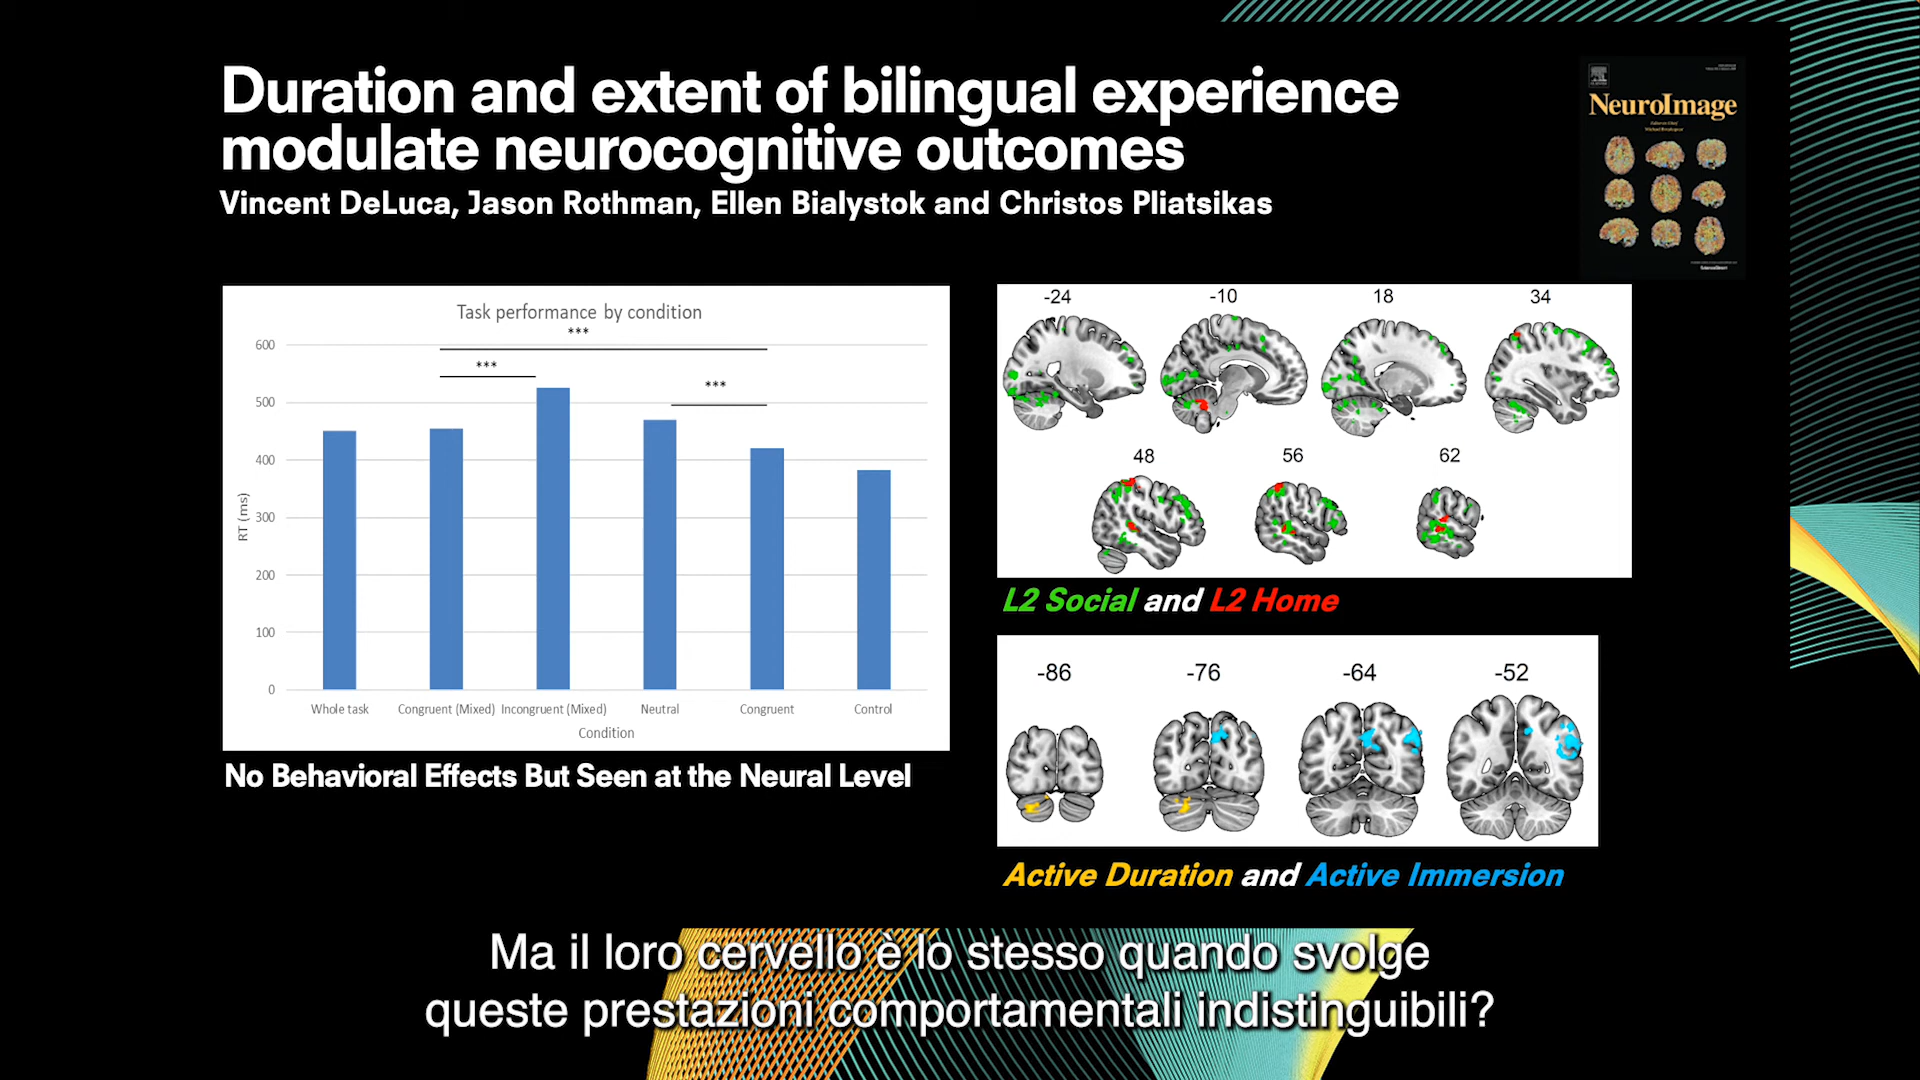 Duration and extent of bilingual experience
modulate neurocognitive outcomes
Vincent DeLuca, Jason Rothman, Ellen Bialystok and Christos Pliatsikas
NeuroImage
Task performance by condition
***
***
***
600
500
400
300
200
100
0
RT (ms)
Whole task
Congruent (Mixed)
Incongruent (Mixed)
Neutral
Congruent
Control
Condition
No Behavioral Effects But Seen at the Neural Level
-24
-10
18
34
48
56
62
L2 Social and L2 Home
-86
-76
-64
-52
Active Duration and Active Immersion
Ma il loro cervello è lo stesso quando svolge
queste prestazioni comportamentali indistinguibili?